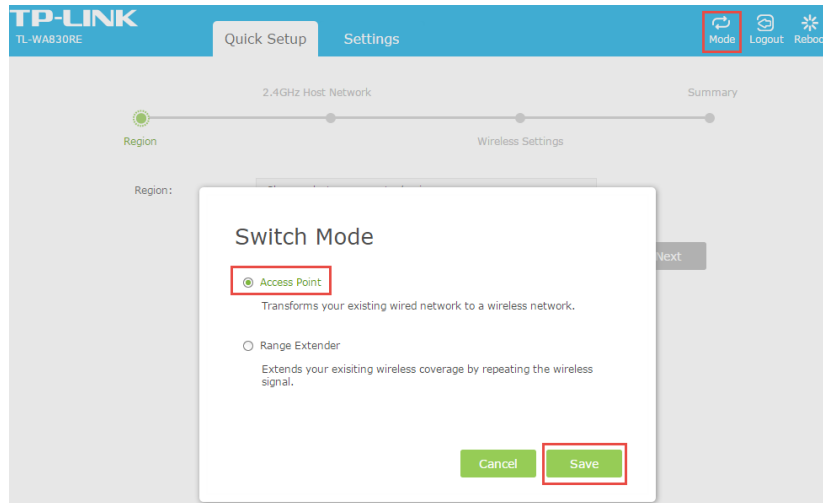 TP-LINK
TL-WA830RE
Quick Setup
Settings
Mode
Logout
2.4GHz Host Network
Summary
Region
Wireless Settings
Region:
Next
Switch Mode
Access Point
Transforms your existing wired network to a wireless network.
Range Extender
Extends your exisiting wireless coverage by repeating the wireless
signal.
Cancel
Save